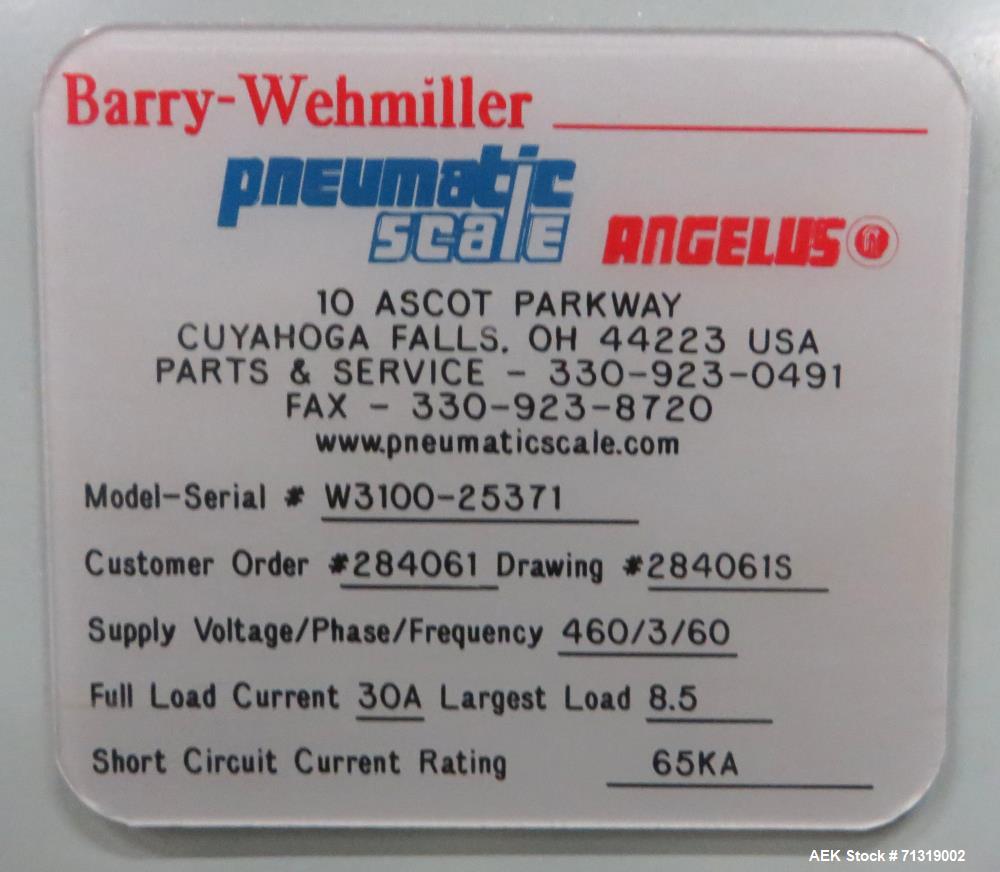 Barry-Wehmiller
pneumatic
scale
ANGELUS
10 ASCOT PARKWAY
CUYAHOGA FALLS, OH 44223 USA
PARTS & SERVICE - 330-923-0491
FAX - 330-923-8720
www.pneumaticscale.com
Model-Serial # W3100-25371
Customer Order #284061 Drawing #284061S
Supply Voltage/Phase/Frequency 460/3/60
Full Load Current 30A Largest Load 8.5
Short Circuit Current Rating 65KA
AEK Stock # 71319002